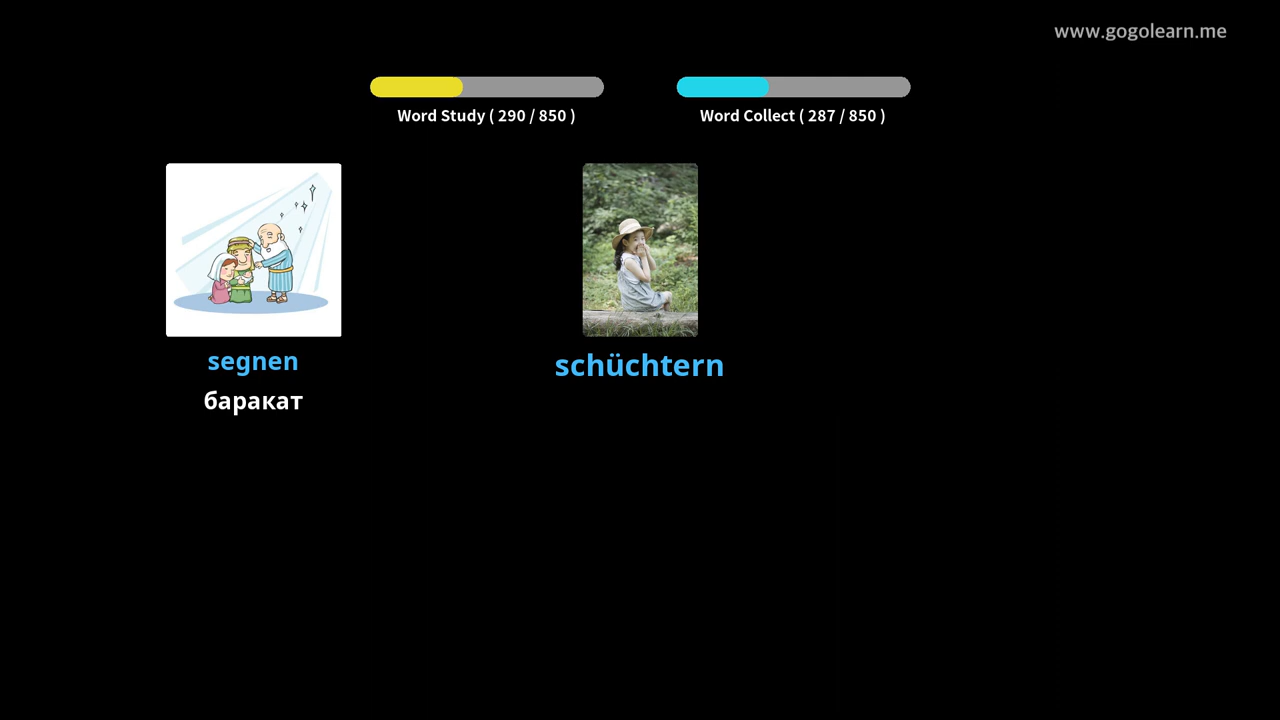 www.gogolearn.me
Word Study ( 290 / 850 )
Word Collect ( 287 / 850 )
segnen
баракат
schüchtern